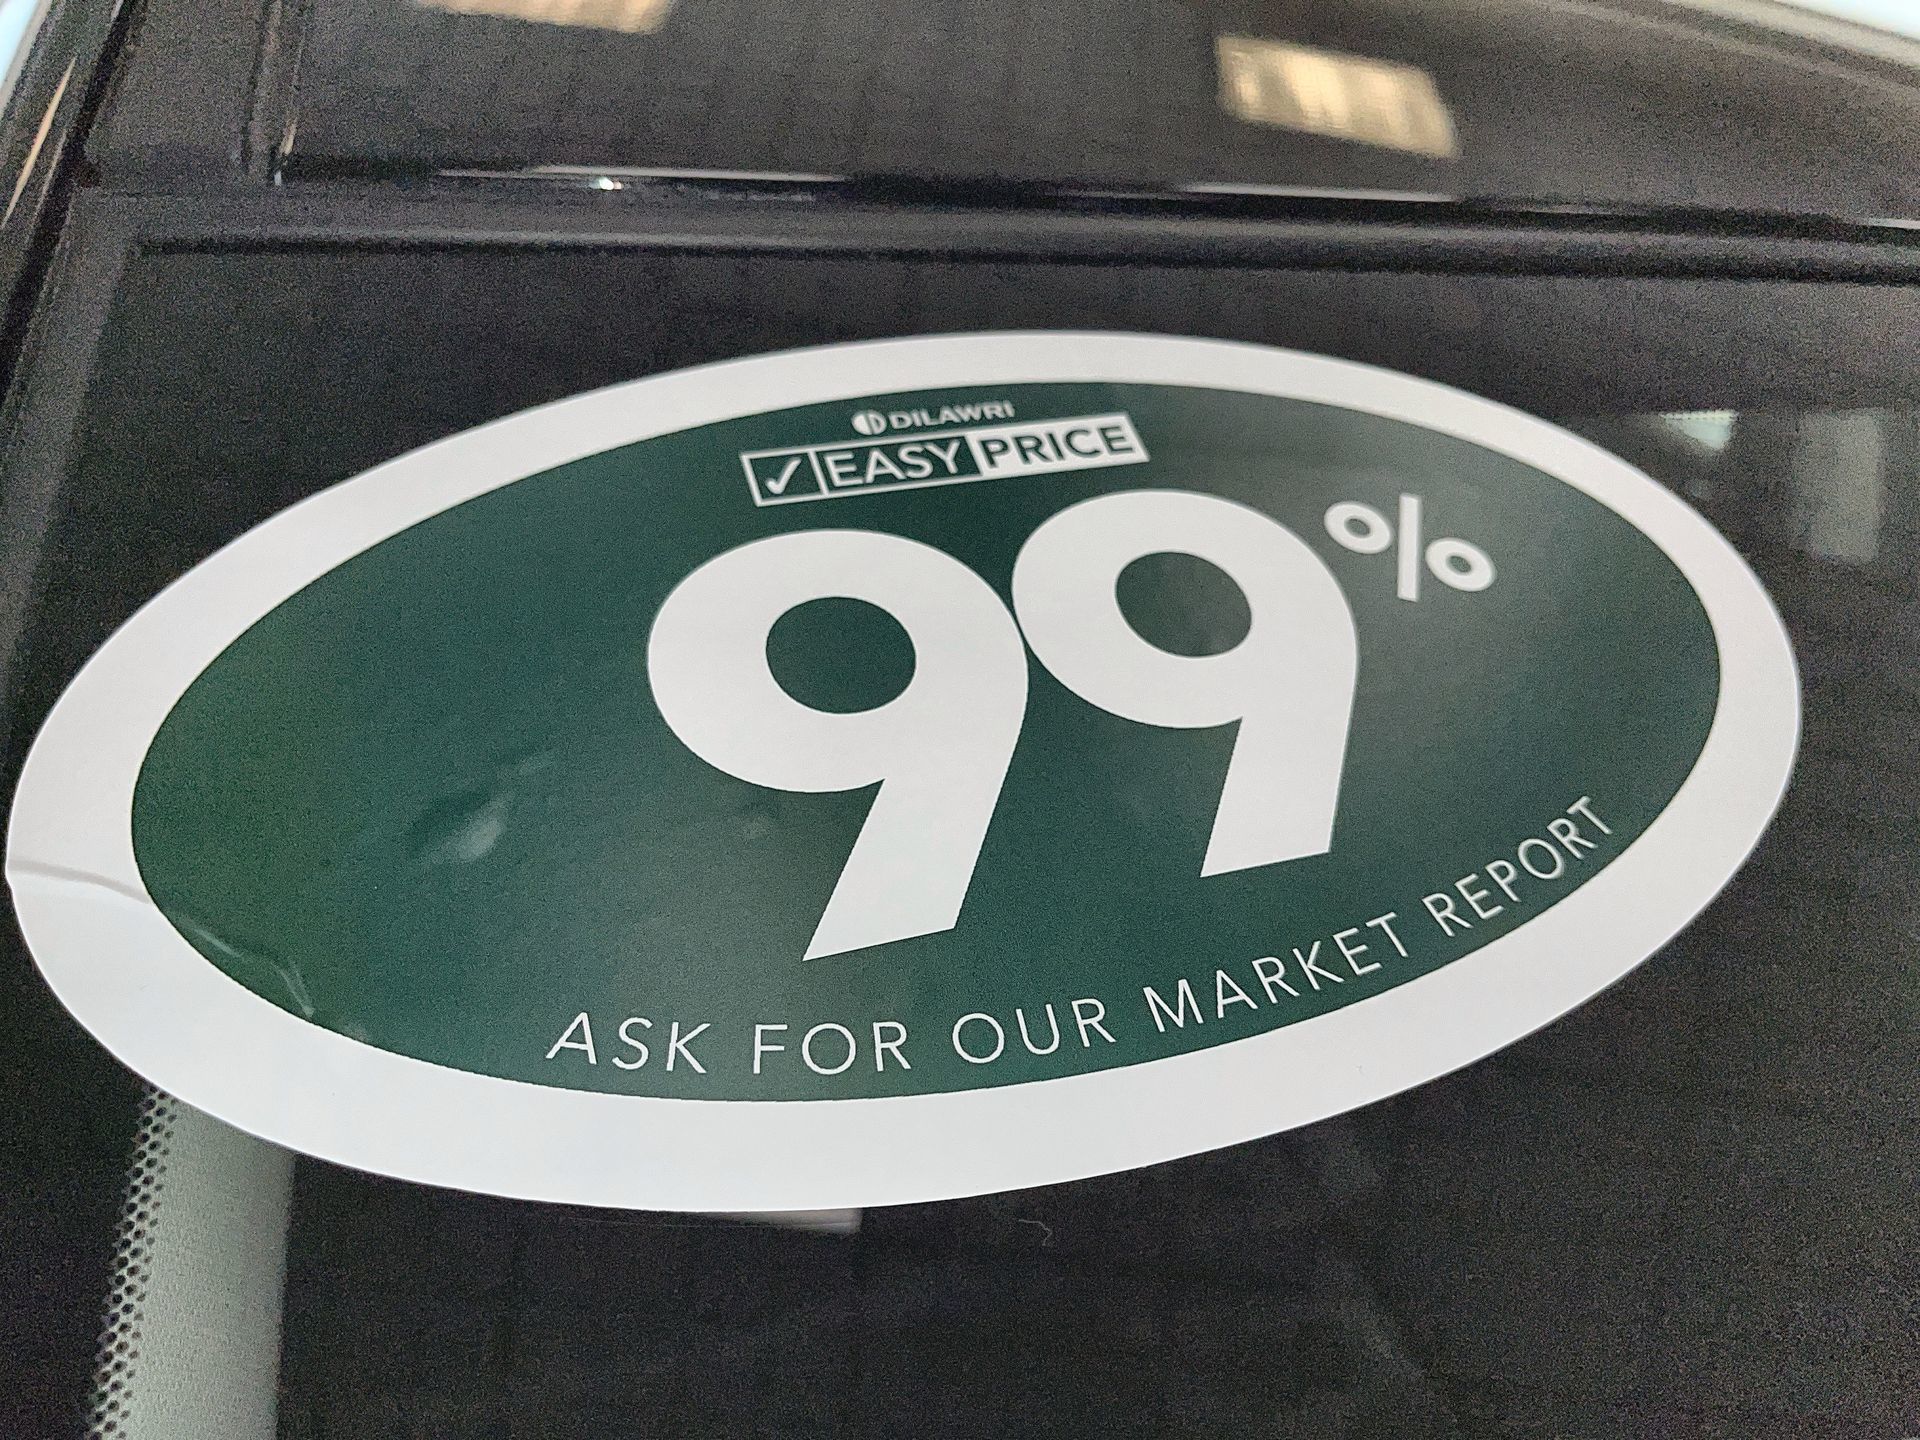 DILAWRI
✓ EASY PRICE
99%
ASK FOR OUR MARKET REPORT